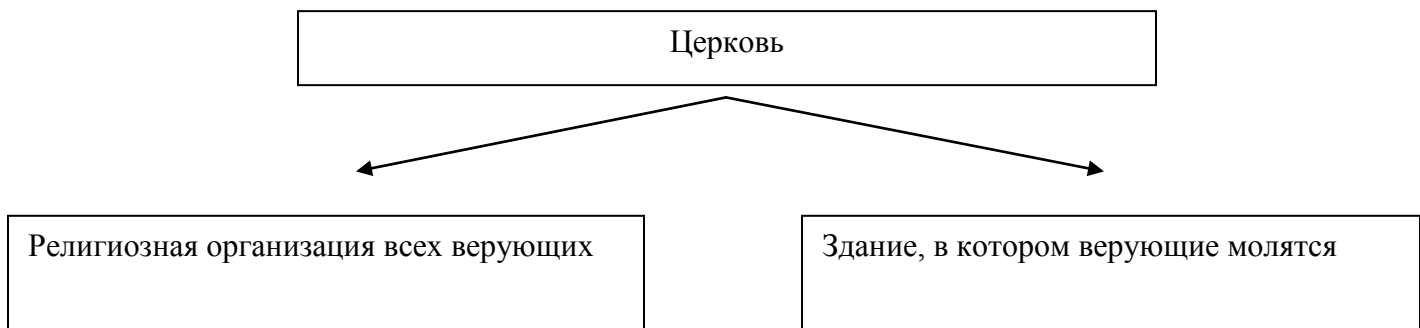 Церковь
Религиозная организация всех верующих
Здание, в котором верующие молятся